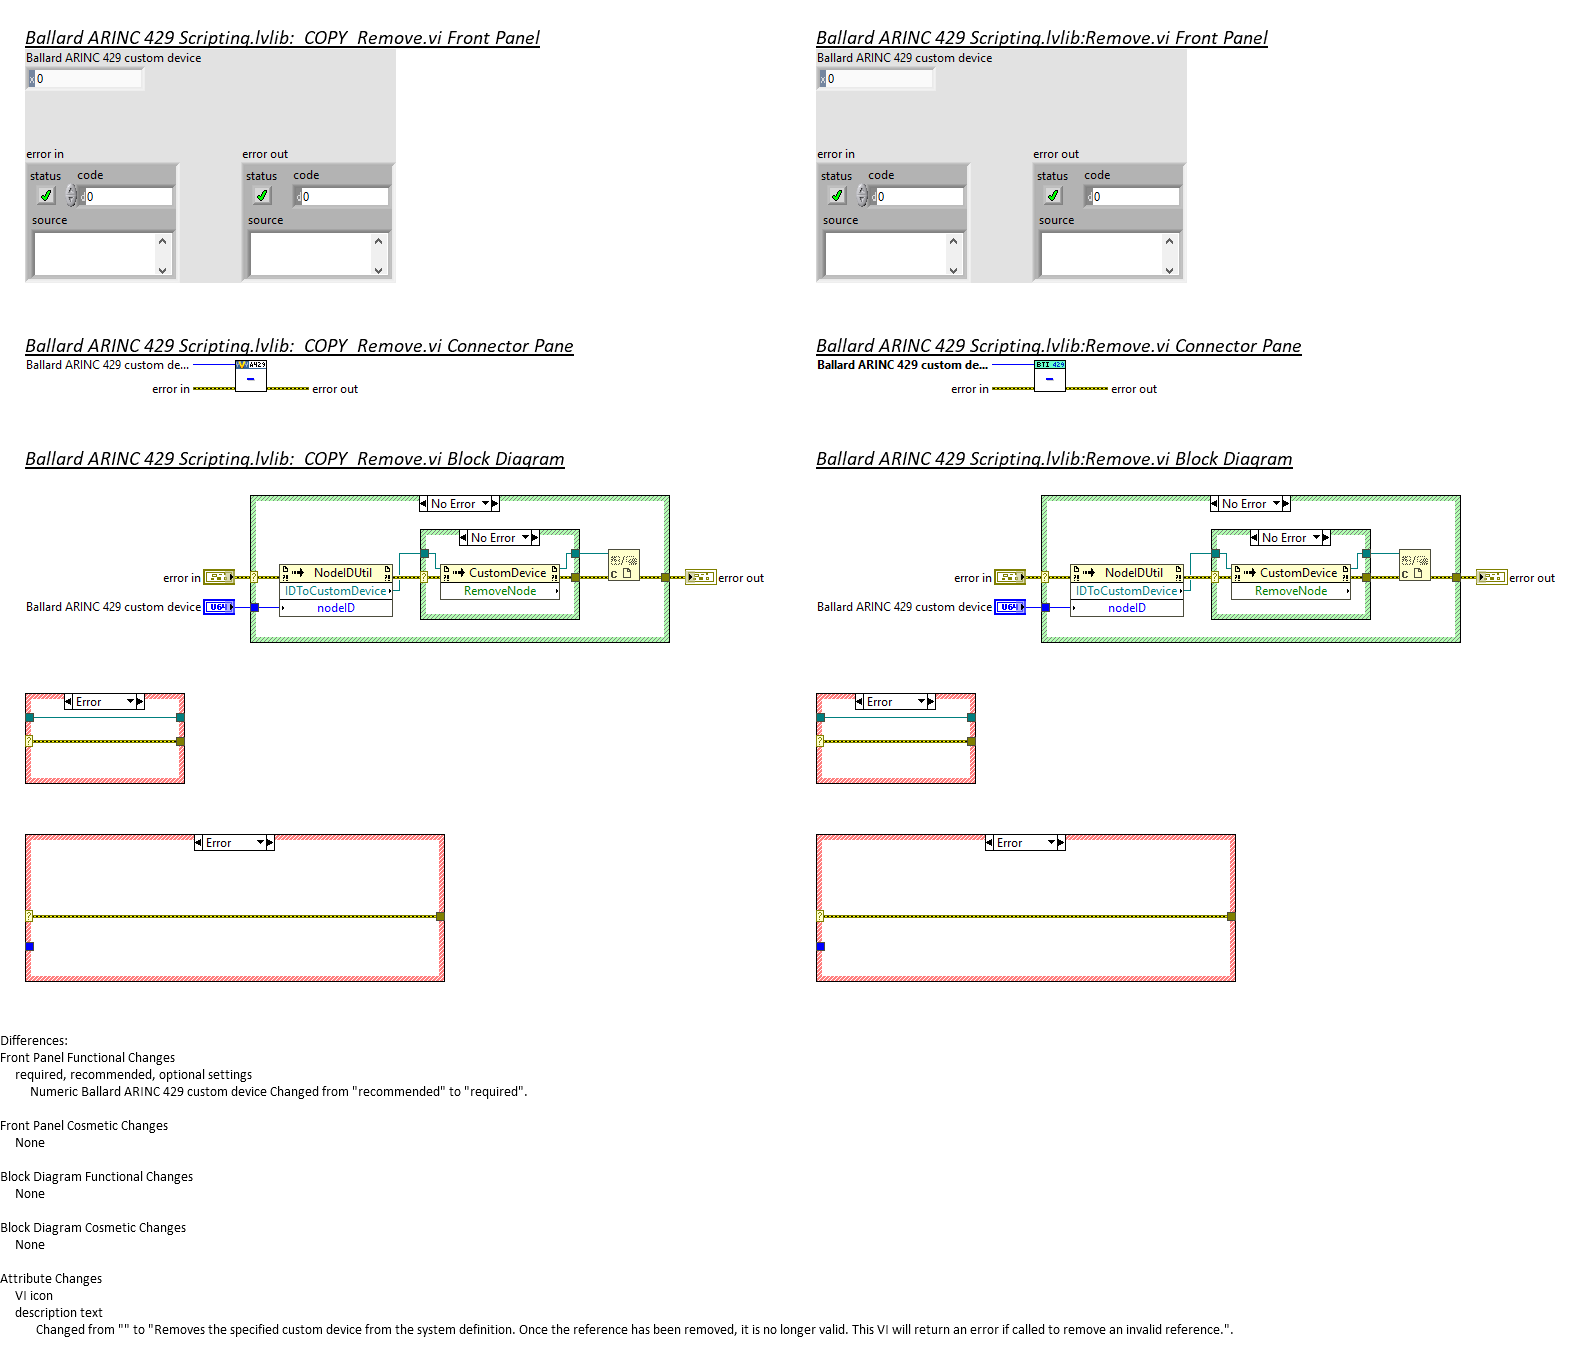 Ballard ARINC 429 Scripting.lvlib:_COPY_Remove.vi Front Panel
Ballard ARINC 429 custom device
x 0
error in
error out
status code
d 0
source
status code
d 0
source
Ballard ARINC 429 Scripting.lvlib:Remove.vi Front Panel
Ballard ARINC 429 custom device
x 0
error in
error out
status code
d 0
source
status code
d 0
source
Ballard ARINC 429 Scripting.lvlib:_COPY_Remove.vi Connector Pane
Ballard ARINC 429 custom de...
A429
error in
error out
Ballard ARINC 429 Scripting.lvlib:Remove.vi Connector Pane
Ballard ARINC 429 custom de...
BTI 429
error in
error out
Ballard ARINC 429 Scripting.lvlib:_COPY_Remove.vi Block Diagram
No Error
No Error
NodeIDUtil
IDToCustomDevice
nodeID
CustomDevice
RemoveNode
error in
error out
Ballard ARINC 429 custom device
U64
Error
Error
Ballard ARINC 429 Scripting.lvlib:Remove.vi Block Diagram
No Error
No Error
NodeIDUtil
IDToCustomDevice
nodeID
CustomDevice
RemoveNode
error in
error out
Ballard ARINC 429 custom device
U64
Error
Error
Differences:
Front Panel Functional Changes
required, recommended, optional settings
Numeric Ballard ARINC 429 custom device Changed from "recommended" to "required".
Front Panel Cosmetic Changes
None
Block Diagram Functional Changes
None
Block Diagram Cosmetic Changes
None
Attribute Changes
VI icon
description text
Changed from "" to "Removes the specified custom device from the system definition. Once the reference has been removed, it is no longer valid. This VI will return an error if called to remove an invalid reference.".